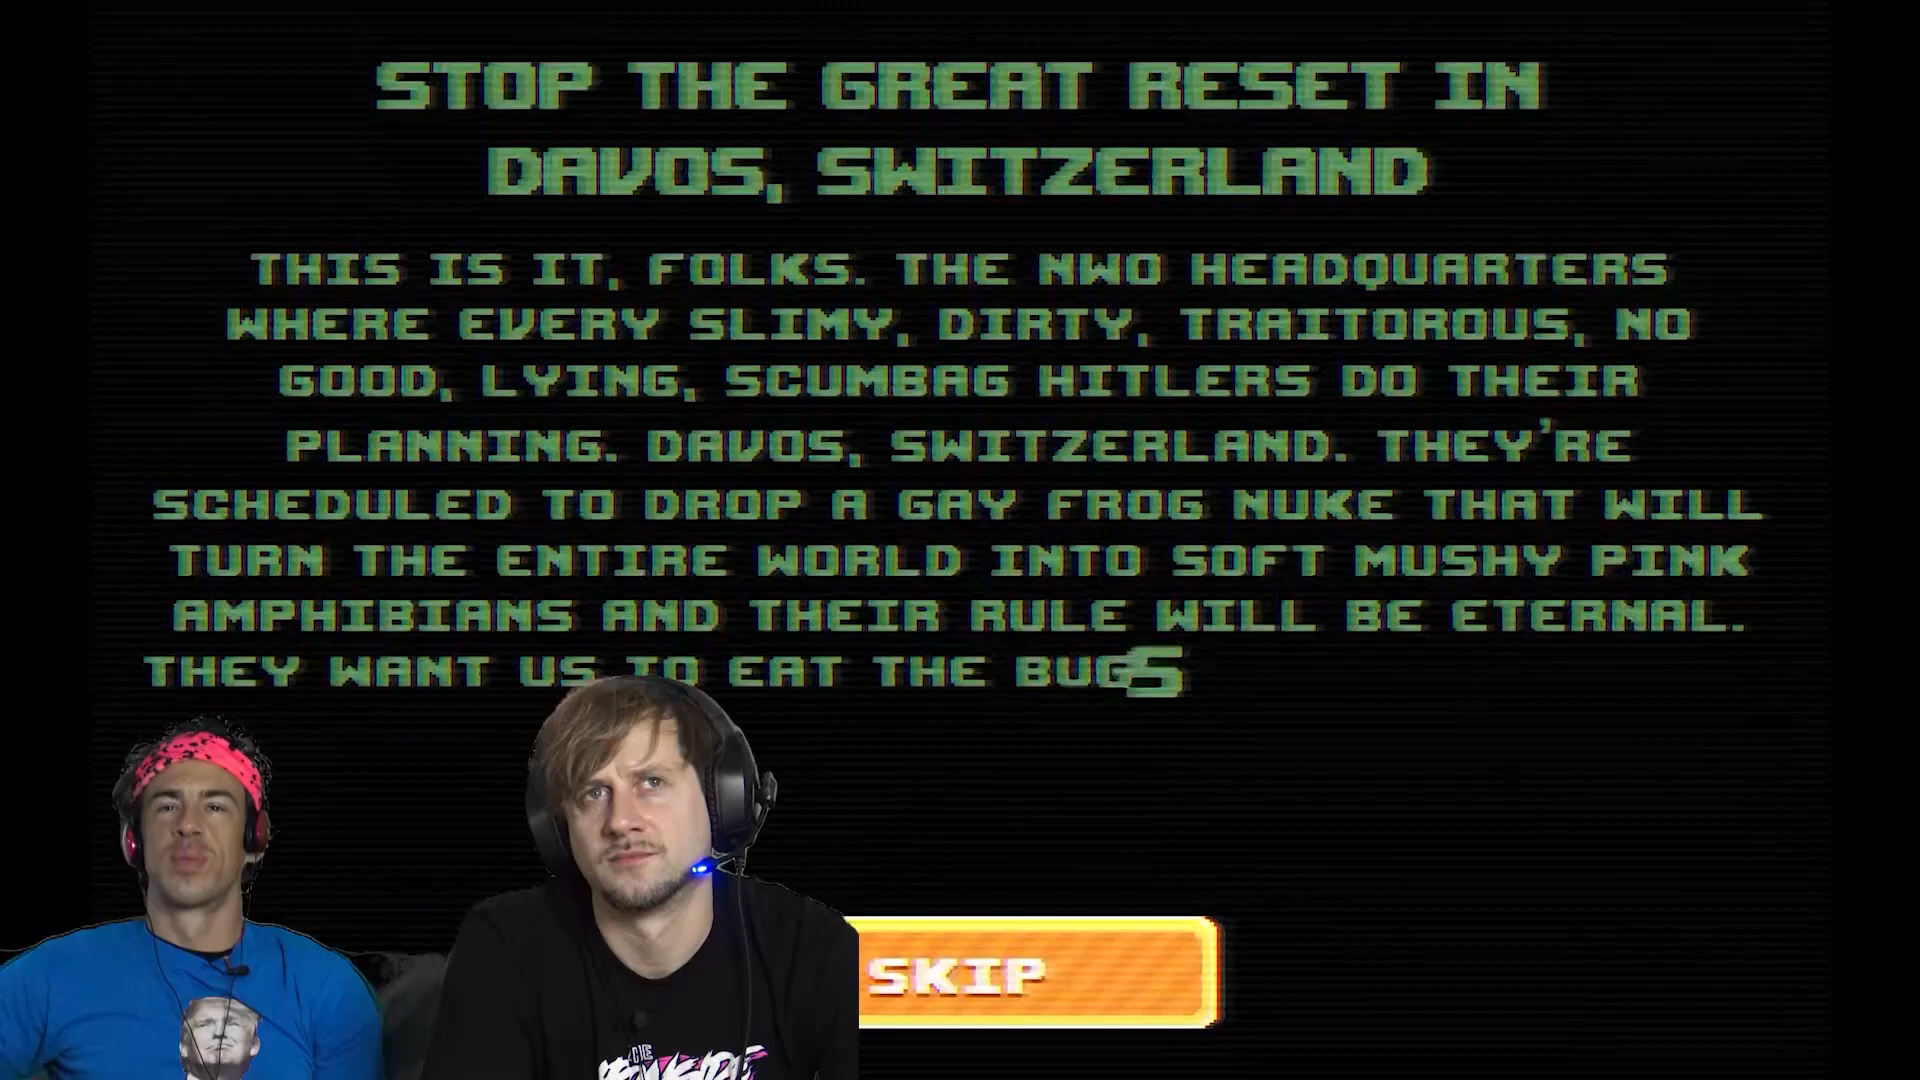 STOP THE GREAT RESET IN
DAVOS, SWITZERLAND
THIS IS IT, FOLKS. THE NWO HEADQUARTERS
WHERE EVERY SLIMY, DIRTY, TRAITOROUS, NO
GOOD, LYING, SCUMBAG HITLERS DO THEIR
PLANNING. DAVOS, SWITZERLAND. THEY'RE
SCHEDULED TO DROP A GAY FROG NUKE THAT WILL
TURN THE ENTIRE WORLD INTO SOFT MUSHY PINK
AMPHIBIANS AND THEIR RULE WILL BE ETERNAL.
THEY WANT US TO EAT THE BUGS
SKIP